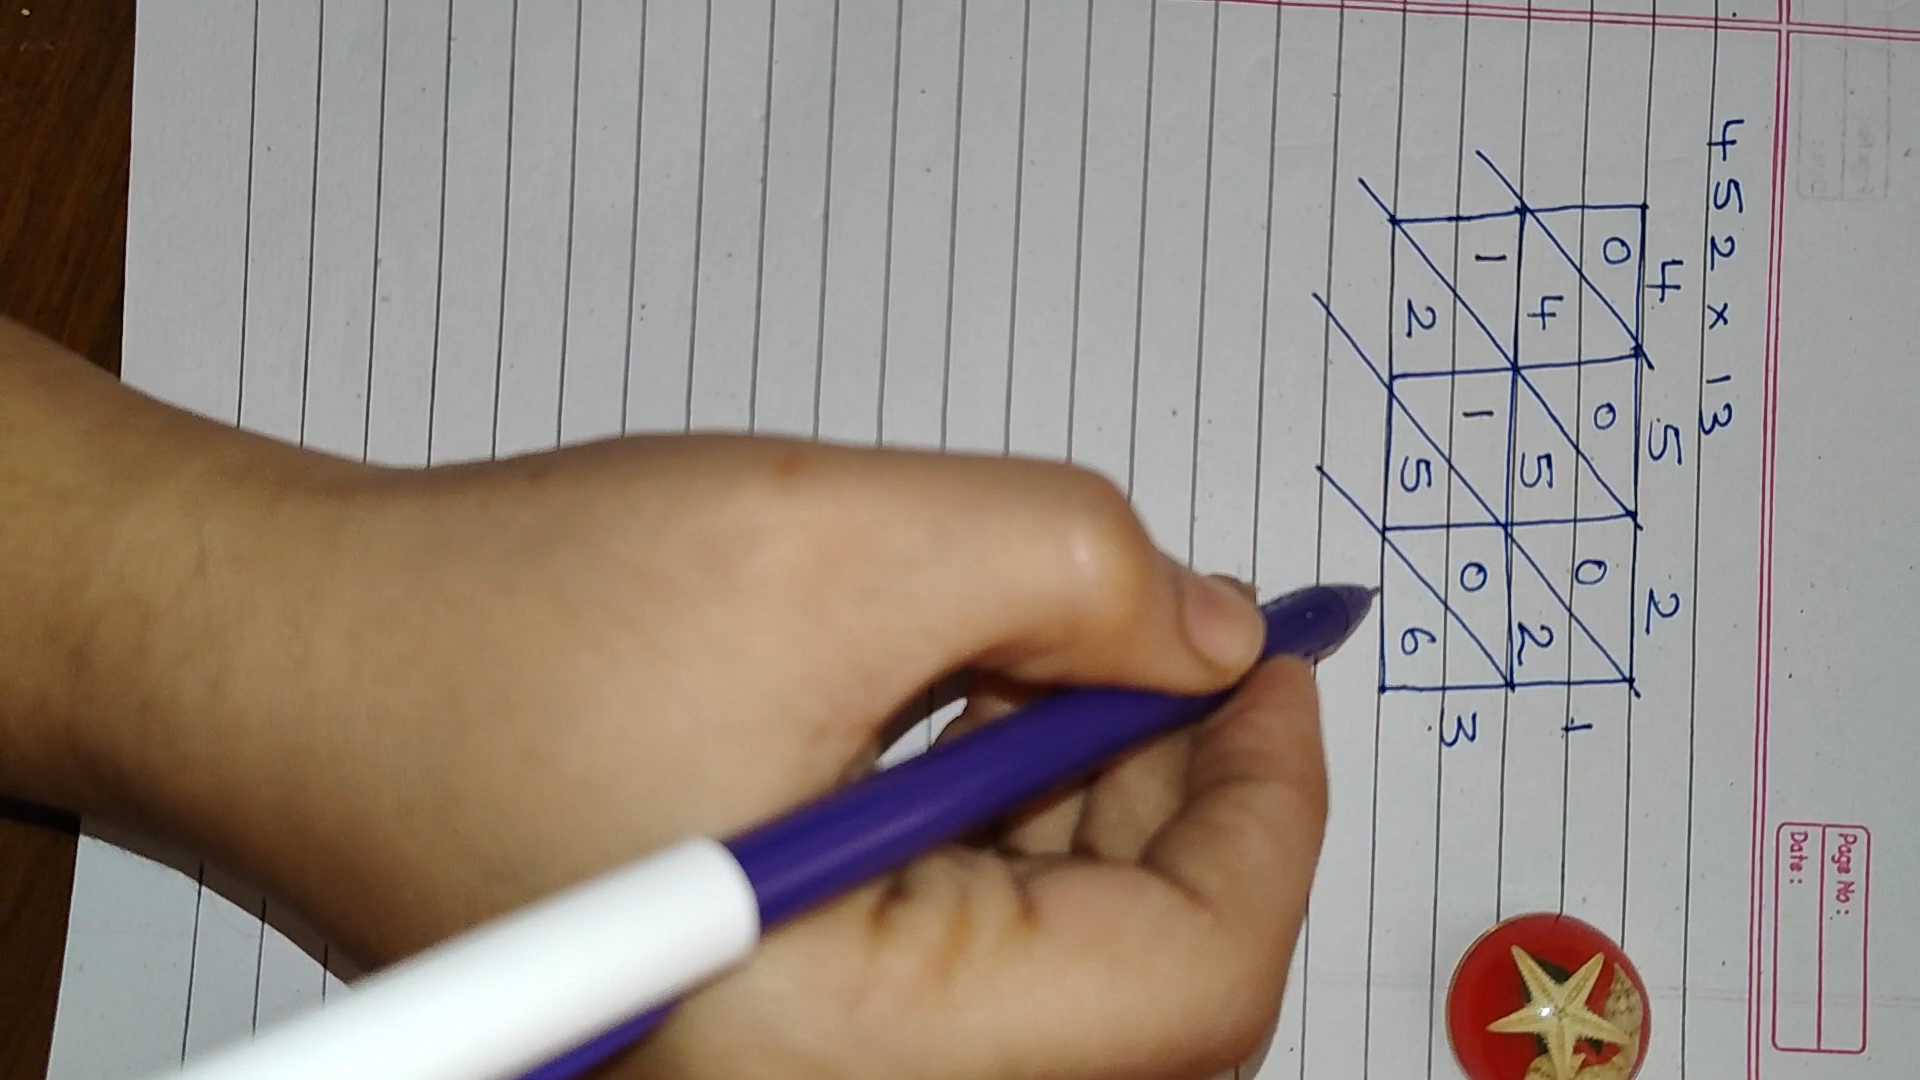 452 x 13
4 5 2
0 0 0 1
4 5 2
1 1 0 3
2 5 6
Page No:
Date: